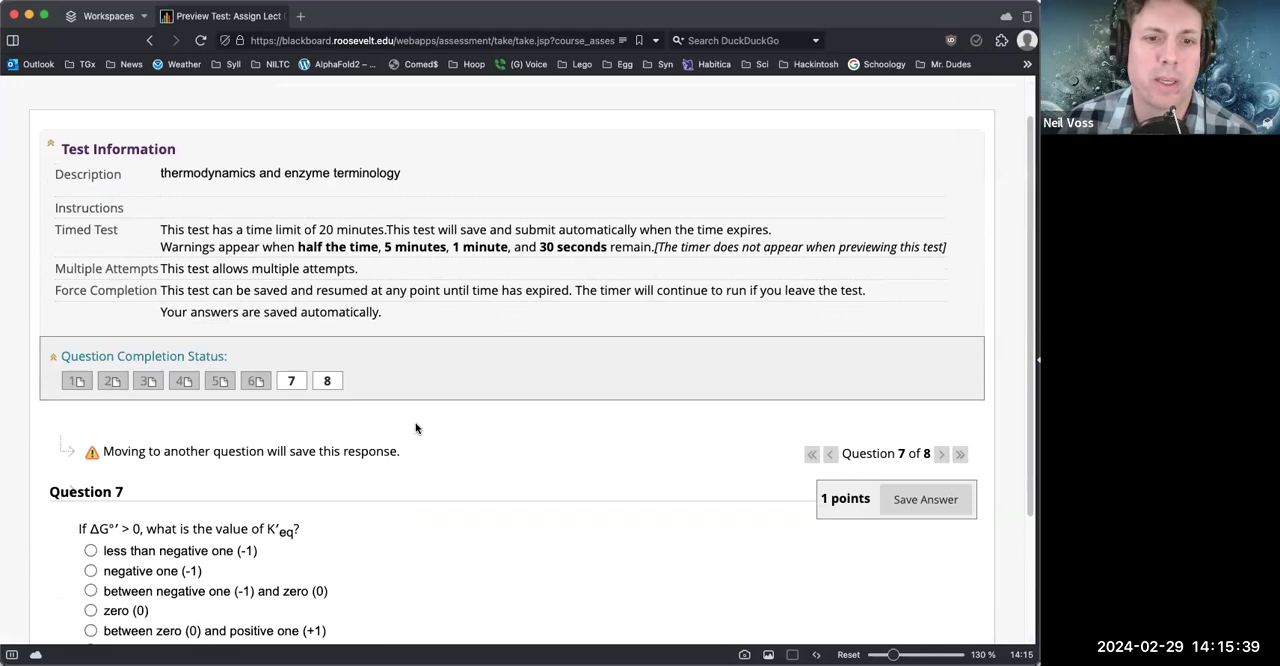 Workspaces
Preview Test: Assign Lect
https://blackboard.roosevelt.edu/webapps/assessment/take/take.jsp?course_asses
Search DuckDuckGo
Outlook TGx News Weather Syll NILTC AlphaFold2 – ... Comed$ Hoop (G) Voice Lego Egg Syn Habitica Sci Hackintosh Schoology Mr. Dudes
Neil Voss
Test Information
Description thermodynamics and enzyme terminology
Instructions
Timed Test This test has a time limit of 20 minutes.This test will save and submit automatically when the time expires.
Warnings appear when half the time, 5 minutes, 1 minute, and 30 seconds remain.[The timer does not appear when previewing this test]
Multiple Attempts This test allows multiple attempts.
Force Completion This test can be saved and resumed at any point until time has expired. The timer will continue to run if you leave the test.
Your answers are saved automatically.
Question Completion Status:
1 2 3 4 5 6 7 8
Moving to another question will save this response.
Question 7 of 8
Question 7
1 points
Save Answer
If ΔG°′ > 0, what is the value of K′eq?
less than negative one (-1)
negative one (-1)
between negative one (-1) and zero (0)
zero (0)
between zero (0) and positive one (+1)
Reset 130 % 14:15
2024-02-29 14:15:39